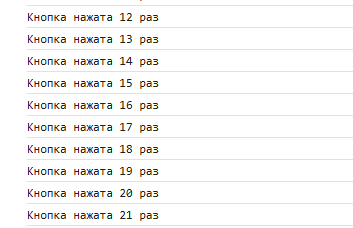 Кнопка нажата 12 раз
Кнопка нажата 13 раз
Кнопка нажата 14 раз
Кнопка нажата 15 раз
Кнопка нажата 16 раз
Кнопка нажата 17 раз
Кнопка нажата 18 раз
Кнопка нажата 19 раз
Кнопка нажата 20 раз
Кнопка нажата 21 раз